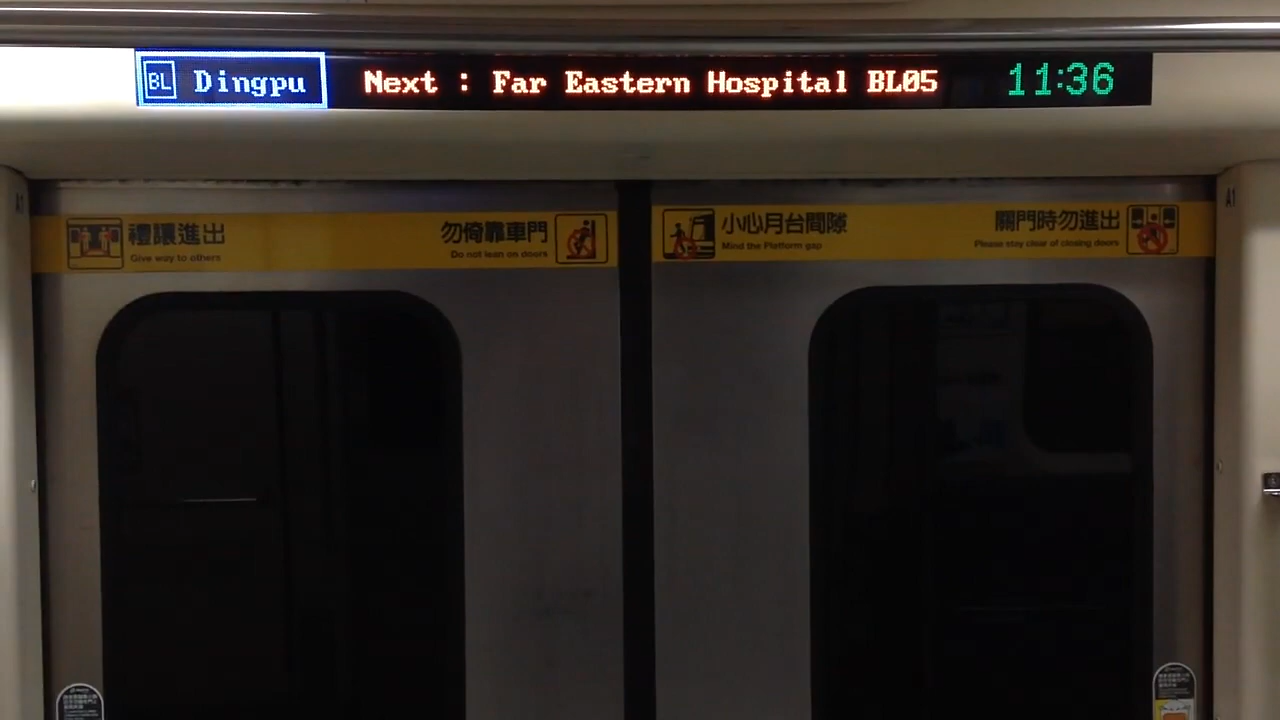 BL Dingpu Next : Far Eastern Hospital BL05 11:36
A1
A1
禮讓進出
Give way to others
勿倚靠車門
Do not lean on doors
小心月台間隙
Mind the Platform gap
關門時勿進出
Please stay clear of closing doors